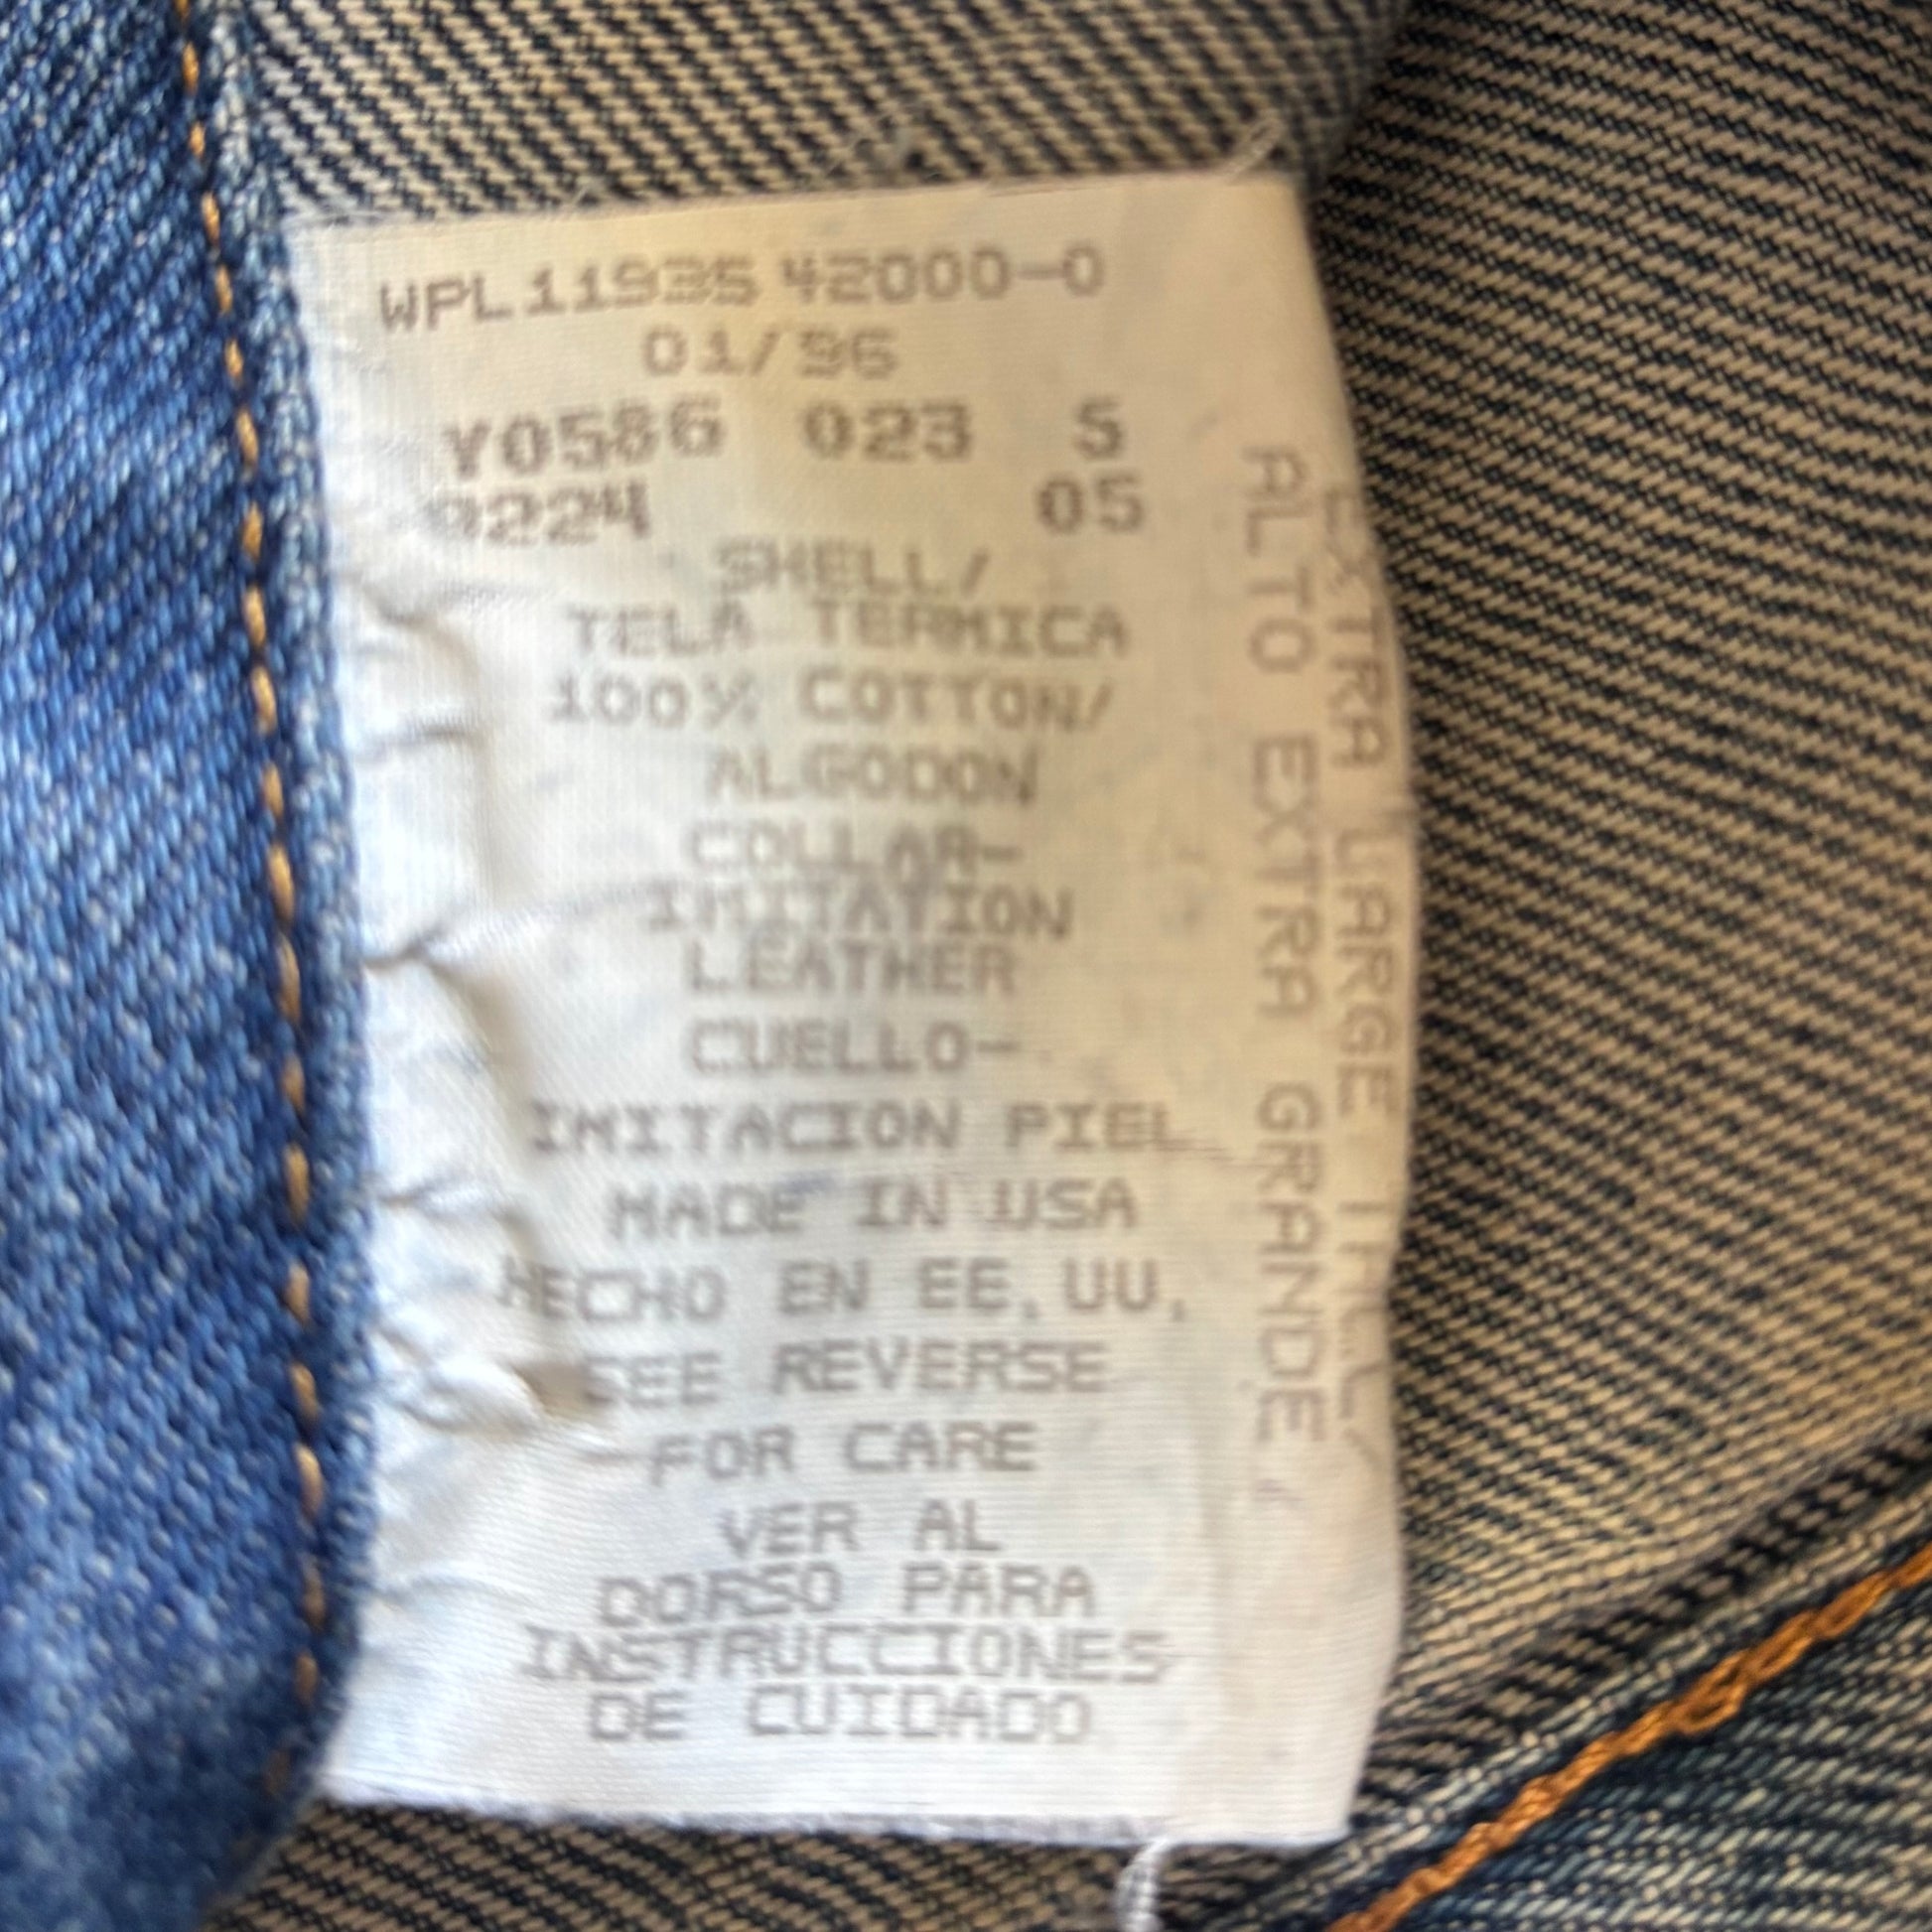 WPL11935 42000-0
01/96
Y0586 023 S
0224 05
SHELL/
TELA TERMICA
100% COTTON/
ALGODON
COLLAR-
IMITATION
LEATHER
CUELLO-
IMITACION PIEL
MADE IN USA
HECHO EN EE.UU.
SEE REVERSE
FOR CARE
VER AL
DORSO PARA
INSTRUCCIONES
DE CUIDADO
EXTRA LARGE TALL/
ALTO EXTRA GRANDE